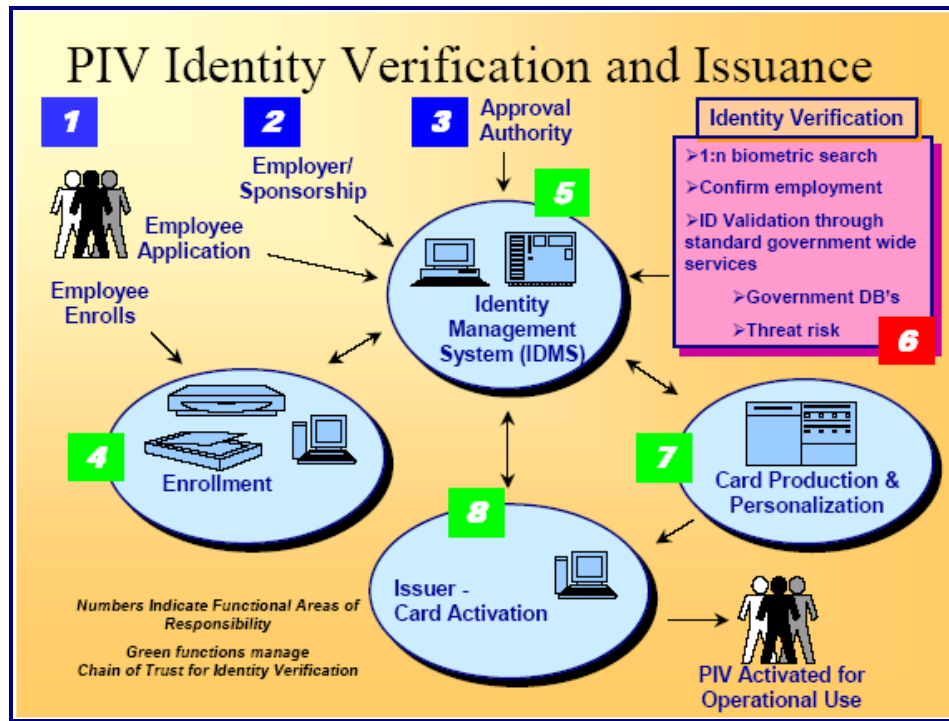 PIV Identity Verification and Issuance
1
2
3
Approval
Authority
Identity Verification
➢1:n biometric search
➢Confirm employment
➢ID Validation through
standard government wide
services
➢Government DB's
➢Threat risk
6
Employer/
Sponsorship
5
Employee
Application
Employee
Enrolls
Identity
Management
System (IDMS)
4
Enrollment
7
Card Production &
Personalization
8
Issuer -
Card Activation
Numbers Indicate Functional Areas of
Responsibility
Green functions manage
Chain of Trust for Identity Verification
PIV Activated for
Operational Use